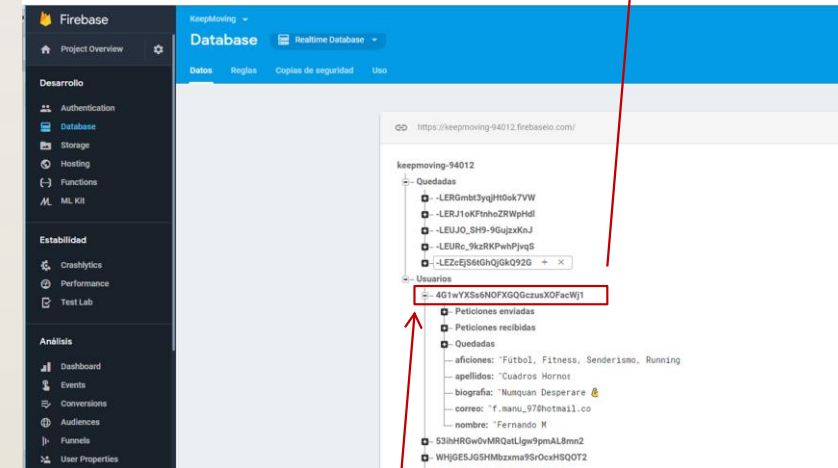 Firebase
Project Overview
Desarrollo
Authentication
Database
Storage
Hosting
Functions
ML Kit
Estabilidad
Crashlytics
Performance
Test Lab
Análisis
Dashboard
Events
Conversions
Audiences
Funnels
User Properties
KeepMoving
Database
Realtime Database
Datos Reglas Copias de seguridad Uso
https://keepmoving-94012.firebaseio.com/
keepmoving-94012
Quedadas
-LERGmbt3yqjHt0ok7VW
-LERJ1oKFtnhoZRWpHdl
-LEUJO_SH9-9GujzxKnJ
-LEURc_9kzRKPwhPjvqS
-LEZcEjS6tGhQjGkQ92G + ×
Usuarios
4G1wYXSs6NOFXGQGczusXOFacWj1
Peticiones enviadas
Peticiones recibidas
Quedadas
aficiones: "Fútbol, Fitness, Senderismo, Running
apellidos: "Cuadros Hornos
biografia: "Numquan Desperare 💪
correo: "f.manu_97@hotmail.co
nombre: "Fernando M
53ihHRGw0vMRQatLlgw9pmAL8mn2
WHjGE5JG5HMbzxma9SrOcxHSQOT2